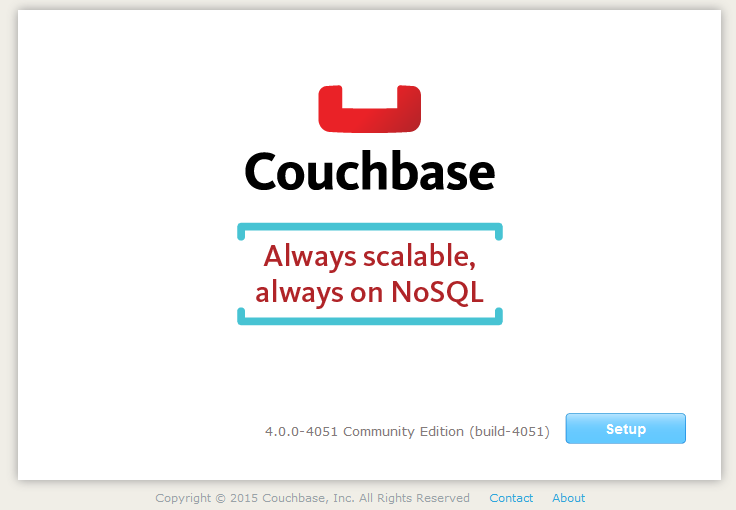 Couchbase
Always scalable,
always on NoSQL
4.0.0-4051 Community Edition (build-4051)
Setup
Copyright © 2015 Couchbase, Inc. All Rights Reserved
Contact
About